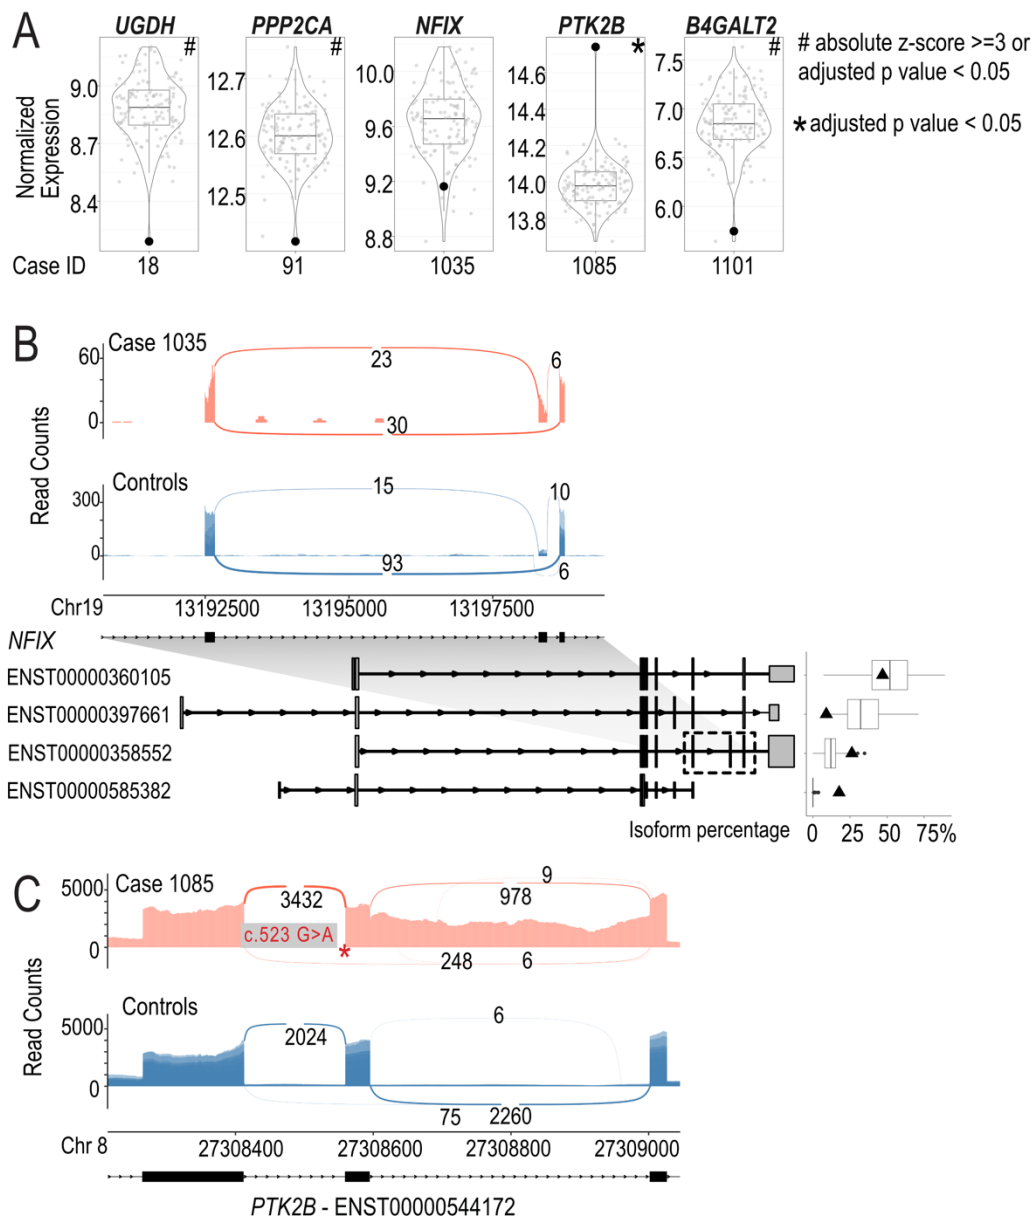 A
UGDH PPP2CA NFIX PTK2B B4GALT2
# # * #
# absolute z-score >=3 or
adjusted p value < 0.05
* adjusted p value < 0.05
Normalized
Expression
9.0
8.7
8.4
12.7
12.6
12.5
10.0
9.6
9.2
8.8
14.6
14.4
14.2
14.0
13.8
7.5
7.0
6.5
6.0
Case ID 18 91 1035 1085 1101
B
Read Counts
Case 1035
60
0
23 6
30
Controls
300
0
15 10
93 6
Chr19 13192500 13195000 13197500
NFIX
ENST00000360105
ENST00000397661
ENST00000358552
ENST00000585382
Isoform percentage 0 25 50 75%
C
Read Counts
Case 1085
5000
0
9
3432 978
c.523 G>A
*
248 6
Controls
5000
0
6
2024
75 2260
Chr 8 27308400 27308600 27308800 27309000
PTK2B - ENST00000544172